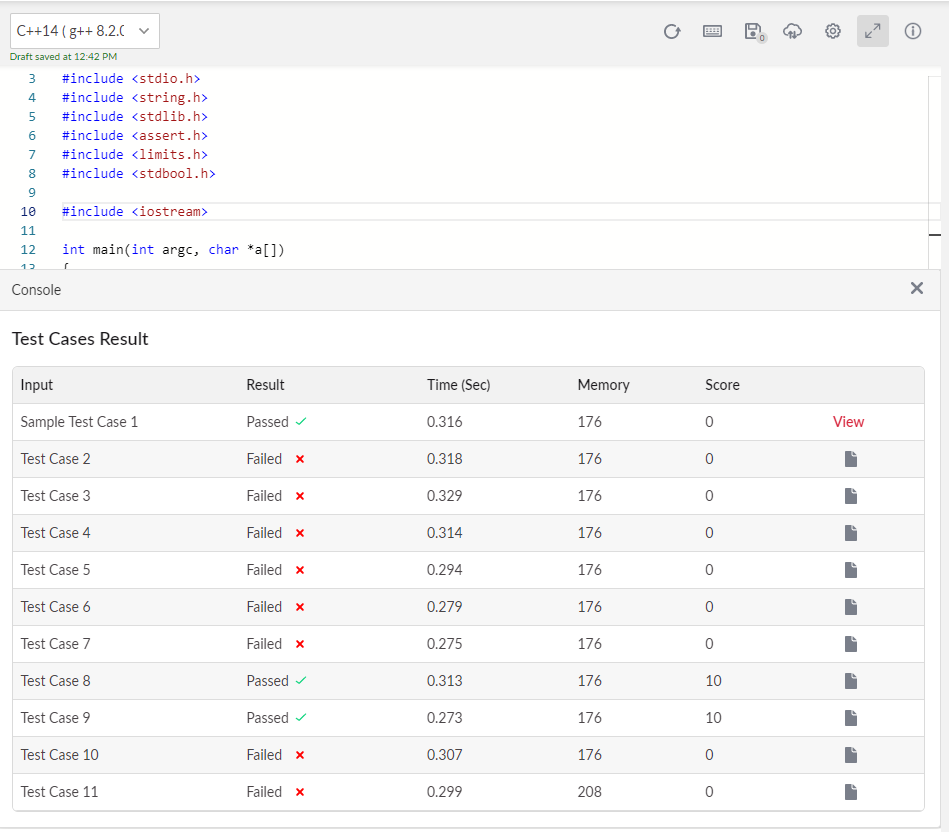 C++14 ( g++ 8.2.0
0
Draft saved at 12:42 PM
3 #include <stdio.h>
4 #include <string.h>
5 #include <stdlib.h>
6 #include <assert.h>
7 #include <limits.h>
8 #include <stdbool.h>
9
10 #include <iostream>
11
12 int main(int argc, char *a[])
13 {
Console
Test Cases Result
Input Result Time (Sec) Memory Score
Sample Test Case 1 Passed 0.316 176 0 View
Test Case 2 Failed 0.318 176 0
Test Case 3 Failed 0.329 176 0
Test Case 4 Failed 0.314 176 0
Test Case 5 Failed 0.294 176 0
Test Case 6 Failed 0.279 176 0
Test Case 7 Failed 0.275 176 0
Test Case 8 Passed 0.313 176 10
Test Case 9 Passed 0.273 176 10
Test Case 10 Failed 0.307 176 0
Test Case 11 Failed 0.299 208 0